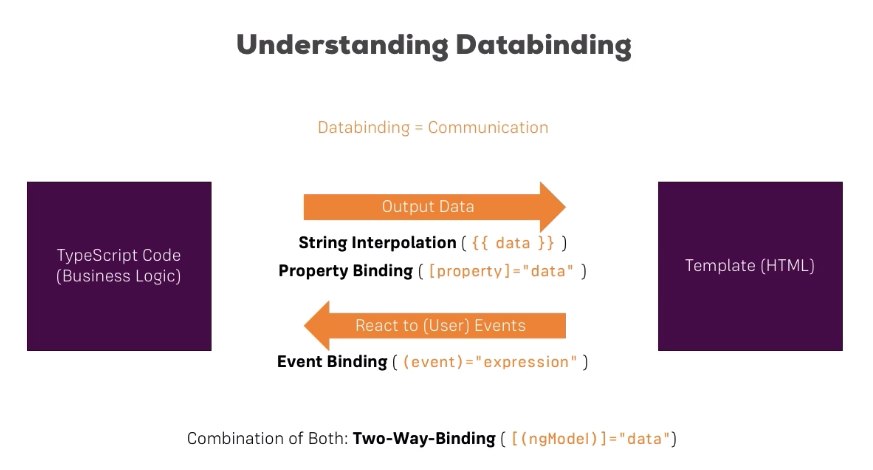 Understanding Databinding
Databinding = Communication
TypeScript Code
(Business Logic)
Output Data
String Interpolation ( {{ data }} )
Property Binding ( [property]="data" )
React to (User) Events
Event Binding ( (event)="expression" )
Template (HTML)
Combination of Both: Two-Way-Binding ( [(ngModel)]="data")